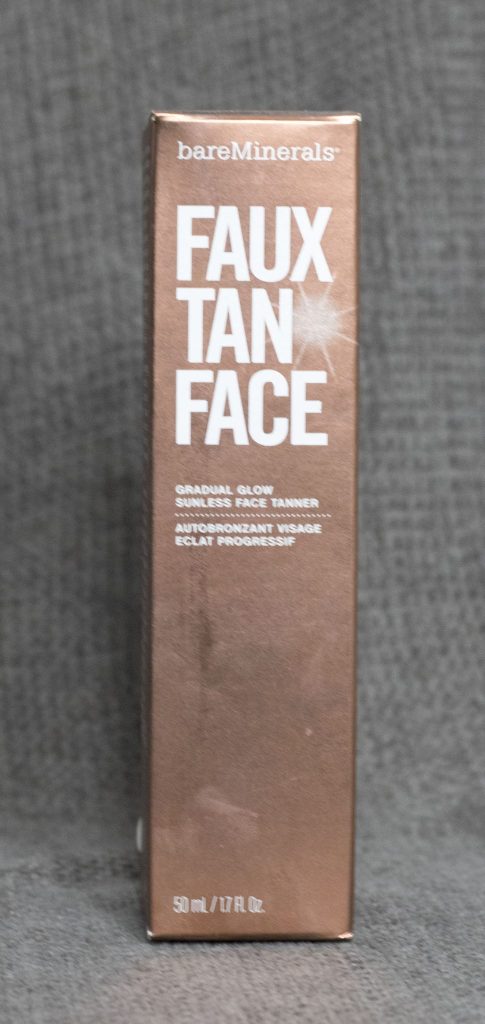 bareMinerals®
FAUX
TAN
FACE
GRADUAL GLOW
SUNLESS FACE TANNER
AUTOBRONZANT VISAGE
ECLAT PROGRESSIF
50 mL / 1.7 Fl. Oz.